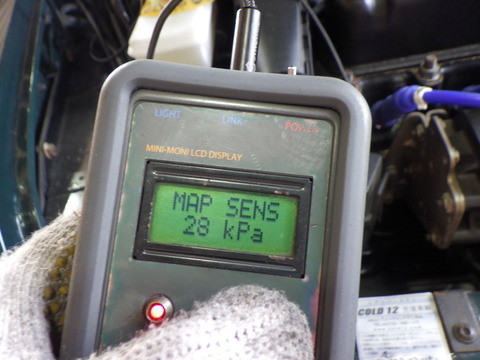 LIGHT LINK POWER
MINI-MONI LCD DISPLAY
MAP SENS
28 kPa
COLD 12